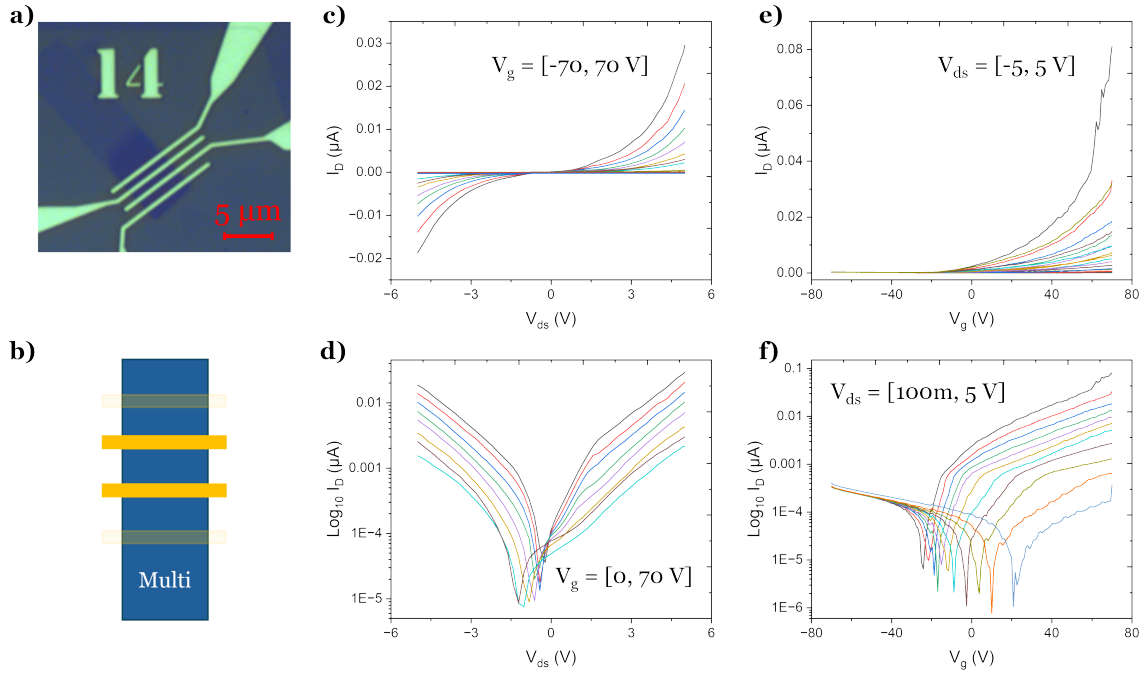 a)
14
5 μm
b)
Multi
c)
V_g = [-70, 70 V]
0.03
0.02
0.01
0.00
−0.01
−0.02
I_D (μA)
−6
−3
0
3
6
V_ds (V)
d)
0.01
0.001
1E−4
1E−5
Log₁₀ I_D (μA)
V_g = [0, 70 V]
−6
−3
0
3
6
V_ds (V)
e)
V_ds = [-5, 5 V]
0.08
0.06
0.04
0.02
0.00
I_D (μA)
−80
−40
0
40
80
V_g (V)
f)
V_ds = [100m, 5 V]
0.1
0.01
0.001
1E−4
1E−5
1E−6
Log₁₀ I_D (μA)
−80
−40
0
40
80
V_g (V)